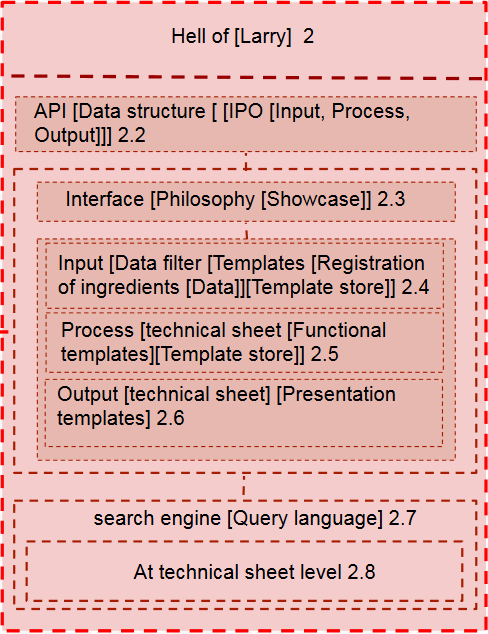 Hell of [Larry]  2
API [Data structure [ [IPO [Input, Process,
Output]]] 2.2
Interface [Philosophy [Showcase]] 2.3
Input [Data filter [Templates [Registration
of ingredients [Data]][Template store]] 2.4
Process [technical sheet [Functional
templates][Template store]] 2.5
Output [technical sheet] [Presentation
templates] 2.6
search engine [Query language] 2.7
At technical sheet level 2.8